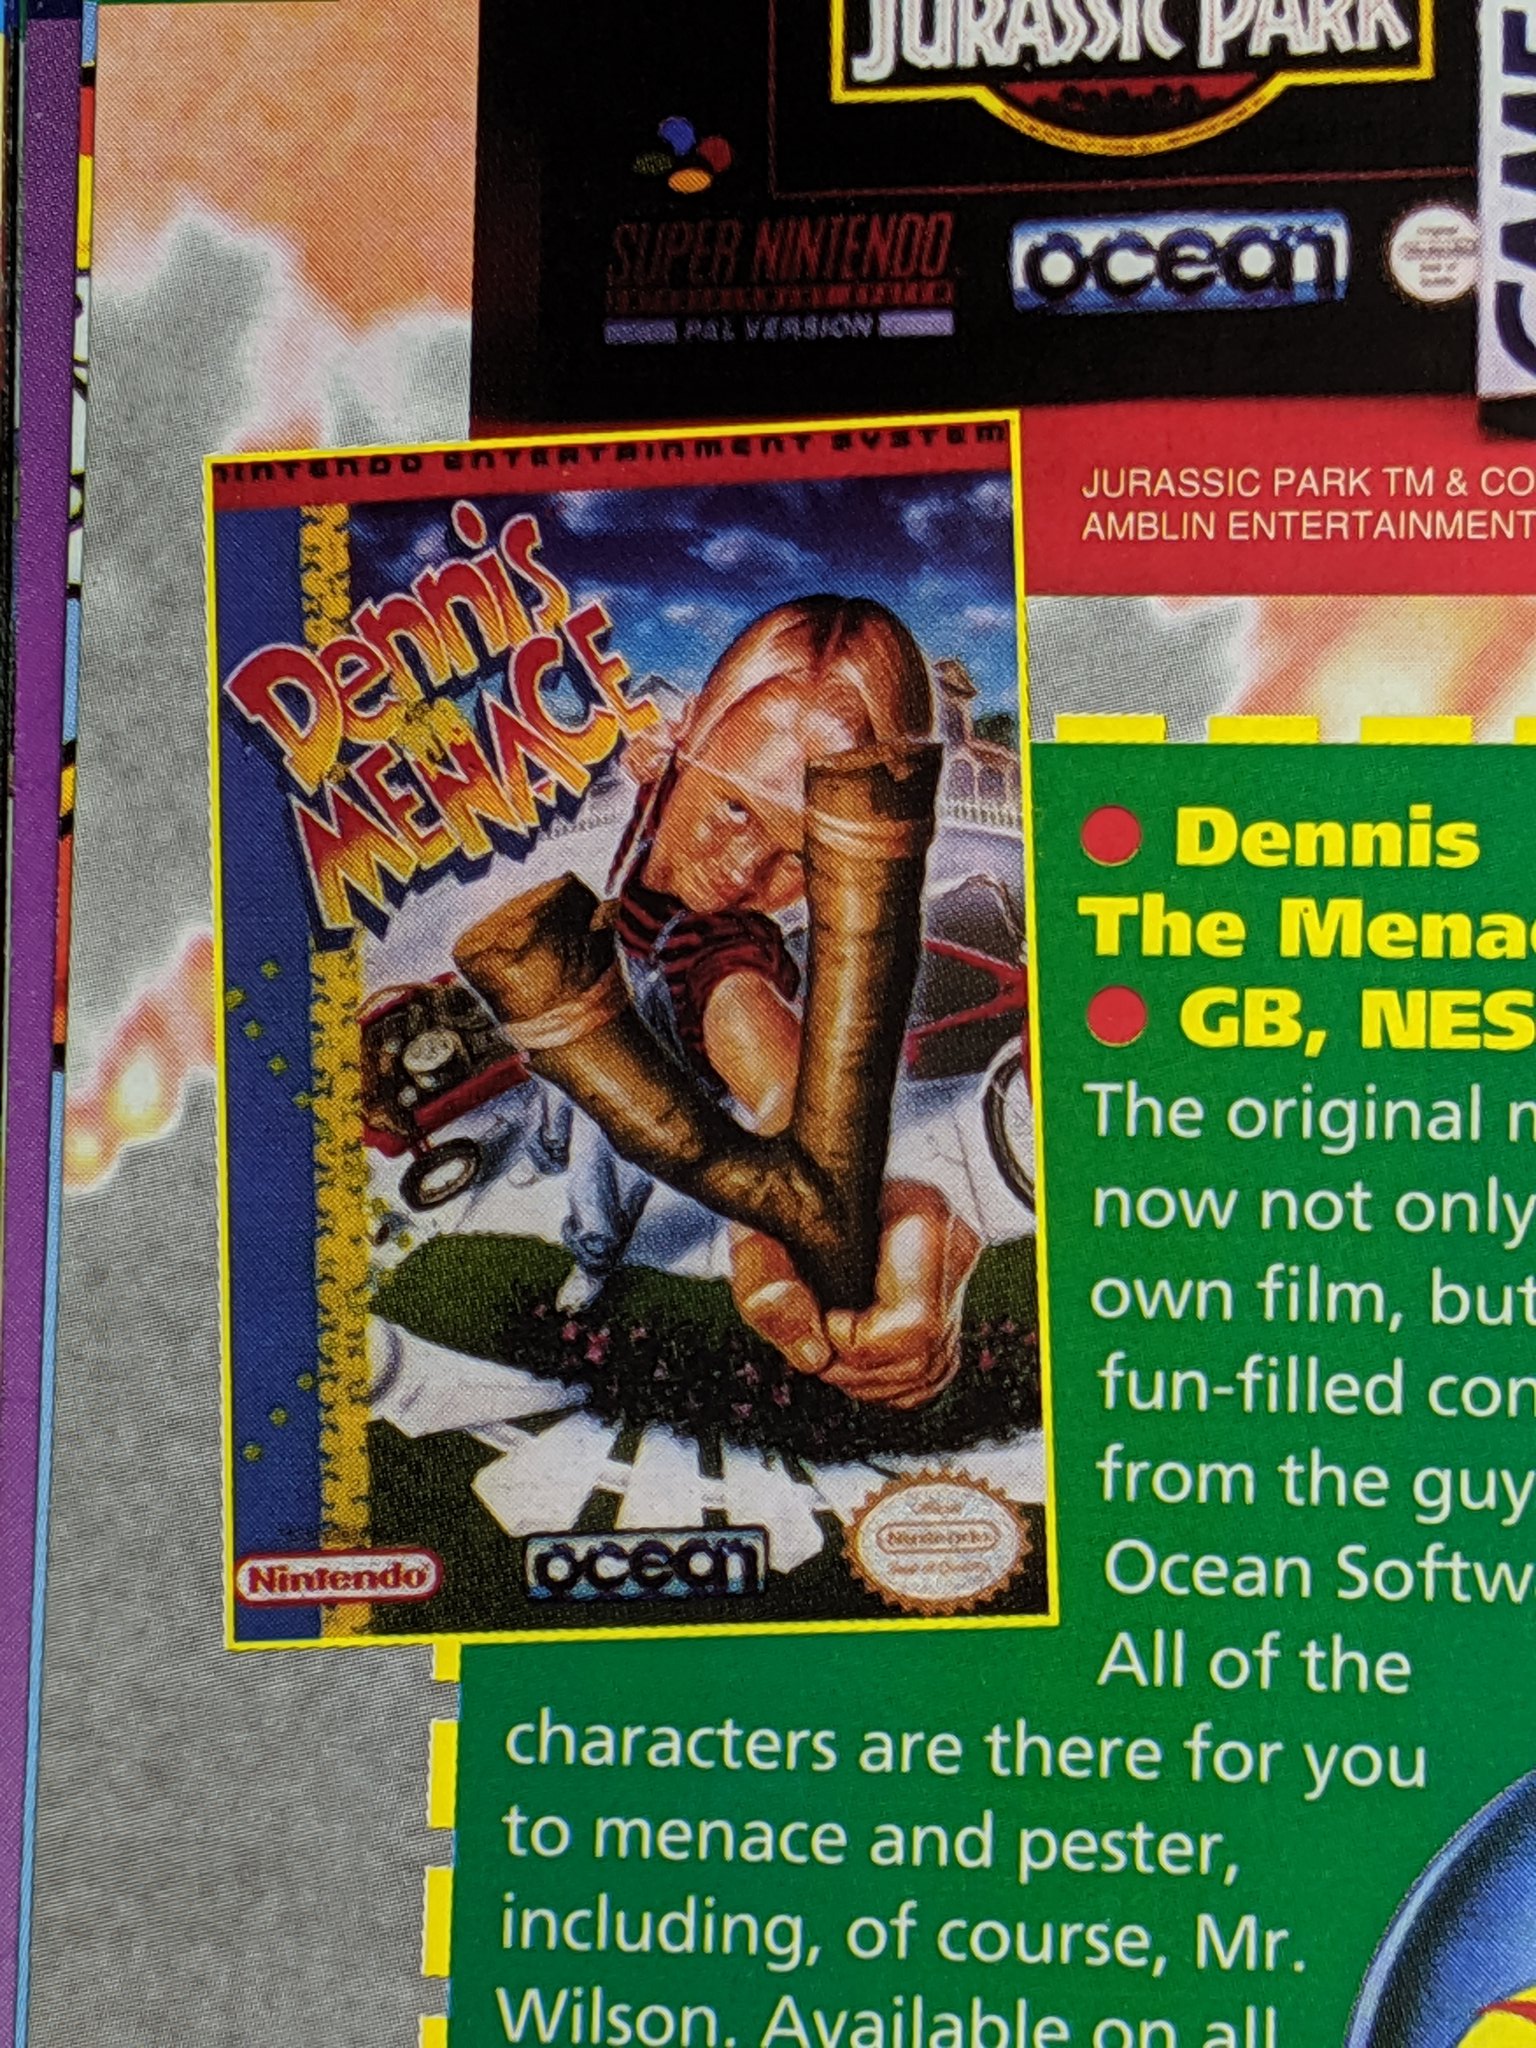 JURASSIC PARK
SUPER NINTENDO
PAL VERSION
ocean
JURASSIC PARK TM & CO
AMBLIN ENTERTAINMENT
NINTENDO ENTERTAINMENT SYSTEM
Dennis
THE
MENACE
Nintendo
ocean
Nintendo
● Dennis
The Menac
● GB, NES
The original m
now not only
own film, but
fun-filled con
from the guy
Ocean Softw
All of the
characters are there for you
to menace and pester,
including, of course, Mr.
Wilson. Available on all